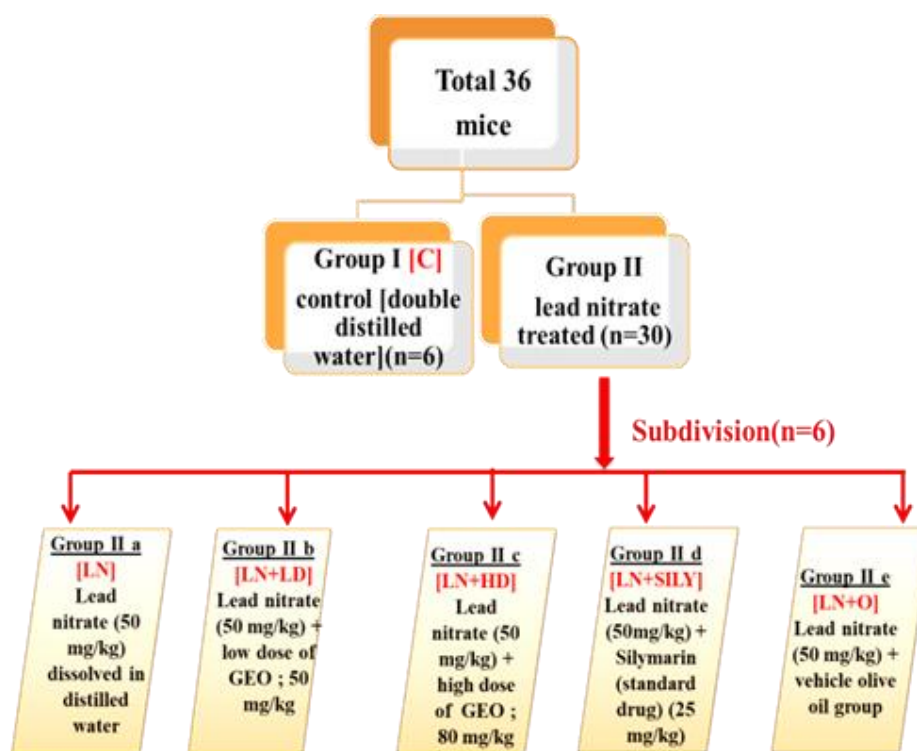 Total 36
mice
Group I [C]
control [double
distilled
water](n=6)
Group II
lead nitrate
treated (n=30)
Subdivision(n=6)
Group II a
[LN]
Lead
nitrate (50
mg/kg)
dissolved in
distilled
water
Group II b
[LN+LD]
Lead nitrate
(50 mg/kg) +
low dose of
GEO ; 50
mg/kg
Group II c
[LN+HD]
Lead
nitrate (50
mg/kg) +
high dose
of GEO ;
80 mg/kg
Group II d
[LN+SILY]
Lead nitrate
(50mg/kg) +
Silymarin
(standard
drug) (25
mg/kg)
Group II e
[LN+O]
Lead nitrate
(50 mg/kg) +
vehicle olive
oil group